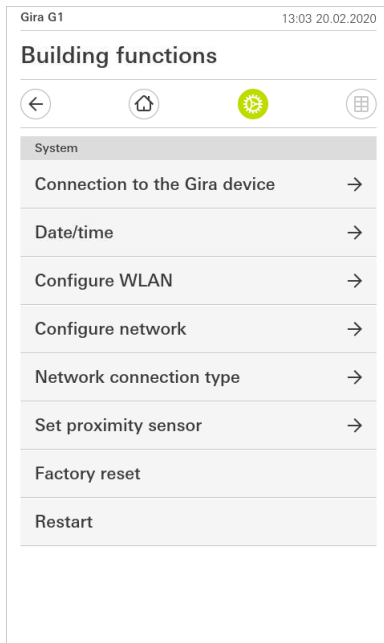 Gira G1 13:03 20.02.2020
Building functions
System
Connection to the Gira device
Date/time
Configure WLAN
Configure network
Network connection type
Set proximity sensor
Factory reset
Restart